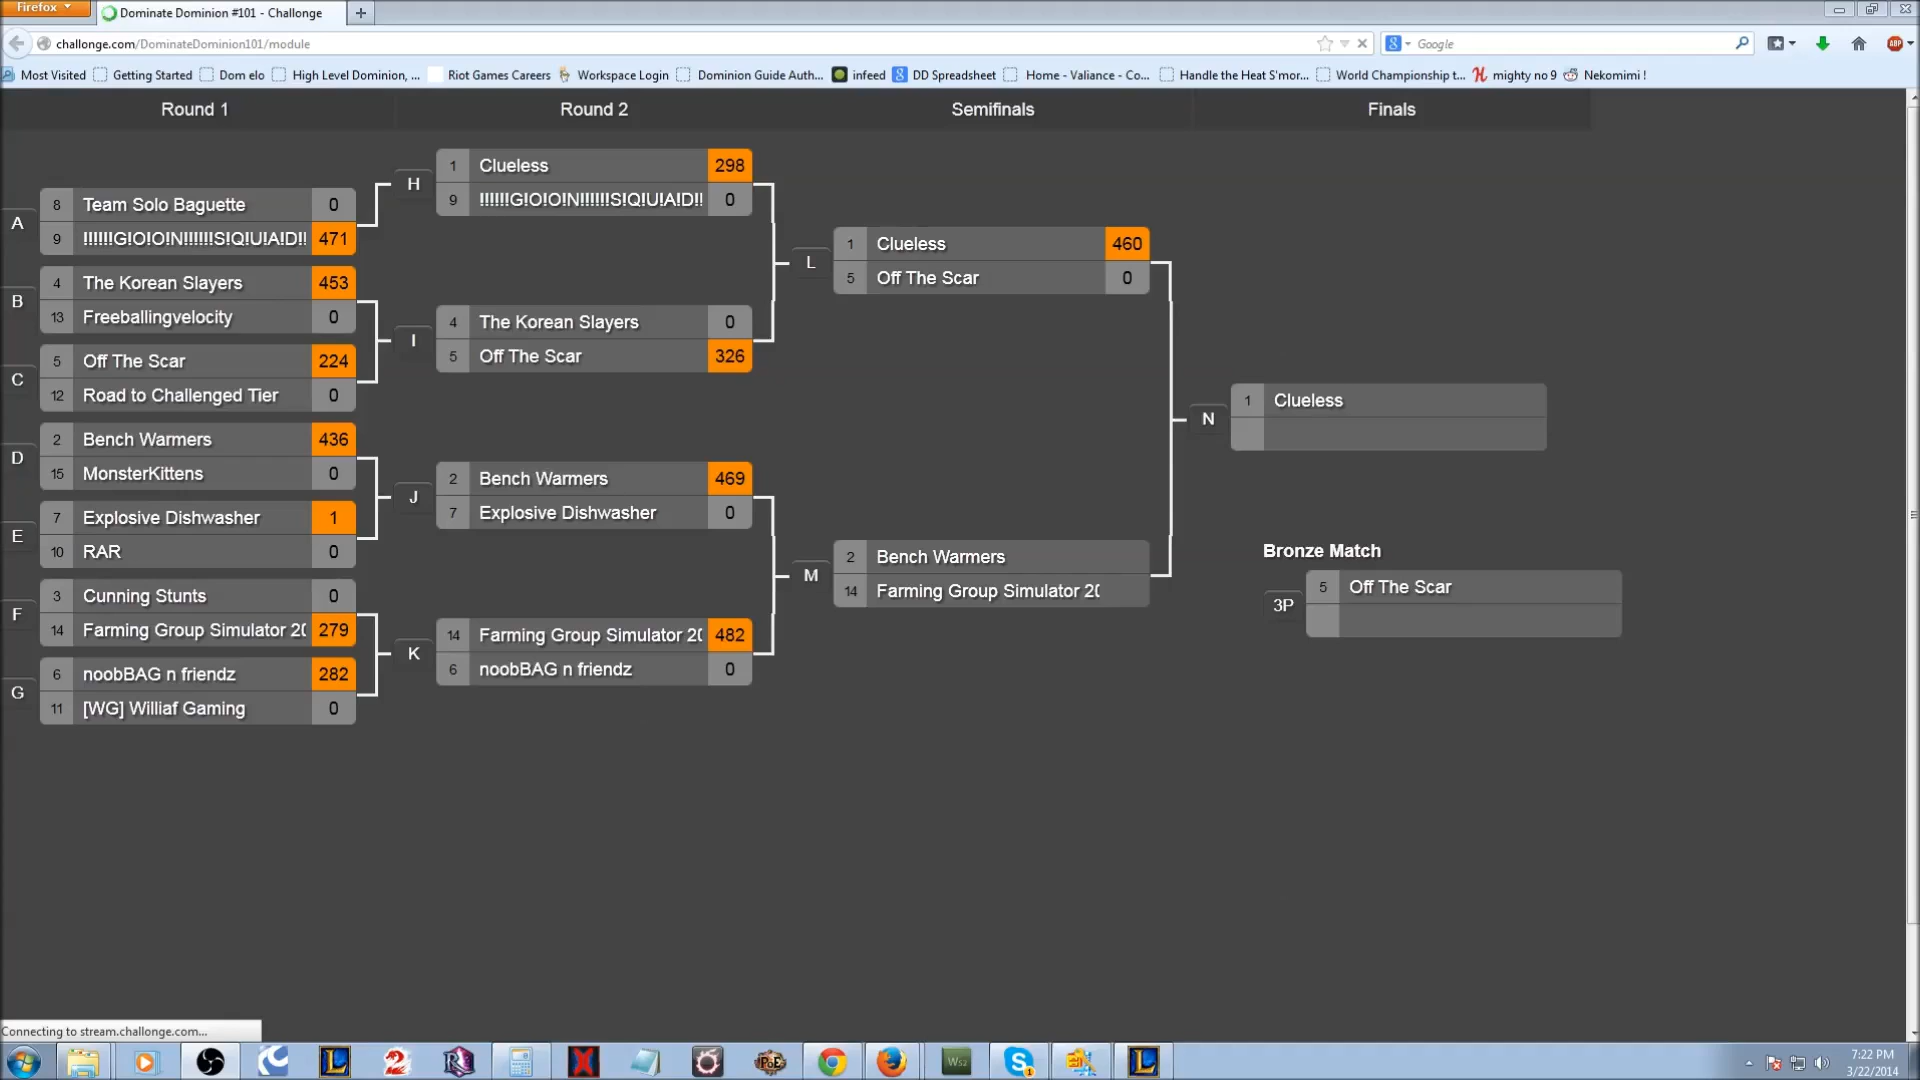 Firefox
Dominate Dominion #101 - Challonge
challonge.com/DominateDominion101/module
Google
Most Visited
Getting Started
Dom elo
High Level Dominion, ...
Riot Games Careers
Workspace Login
Dominion Guide Auth...
infeed
DD Spreadsheet
Home - Valiance - Co...
Handle the Heat S'mor...
World Championship t...
mighty no 9
Nekomimi !
Round 1
Round 2
Semifinals
Finals
A
8 Team Solo Baguette 0
9 !!!!!!G!O!O!N!!!!!!S!Q!U!A!D!! 471
B
4 The Korean Slayers 453
13 Freeballingvelocity 0
C
5 Off The Scar 224
12 Road to Challenged Tier 0
D
2 Bench Warmers 436
15 MonsterKittens 0
E
7 Explosive Dishwasher 1
10 RAR 0
F
3 Cunning Stunts 0
14 Farming Group Simulator 20 279
G
6 noobBAG n friendz 282
11 [WG] Williaf Gaming 0
H
1 Clueless 298
9 !!!!!!G!O!O!N!!!!!!S!Q!U!A!D!! 0
I
4 The Korean Slayers 0
5 Off The Scar 326
J
2 Bench Warmers 469
7 Explosive Dishwasher 0
K
14 Farming Group Simulator 20 482
6 noobBAG n friendz 0
L
1 Clueless 460
5 Off The Scar 0
M
2 Bench Warmers
14 Farming Group Simulator 20
N
1 Clueless
Bronze Match
3P
5 Off The Scar
Connecting to stream.challonge.com...
7:22 PM
3/22/2014